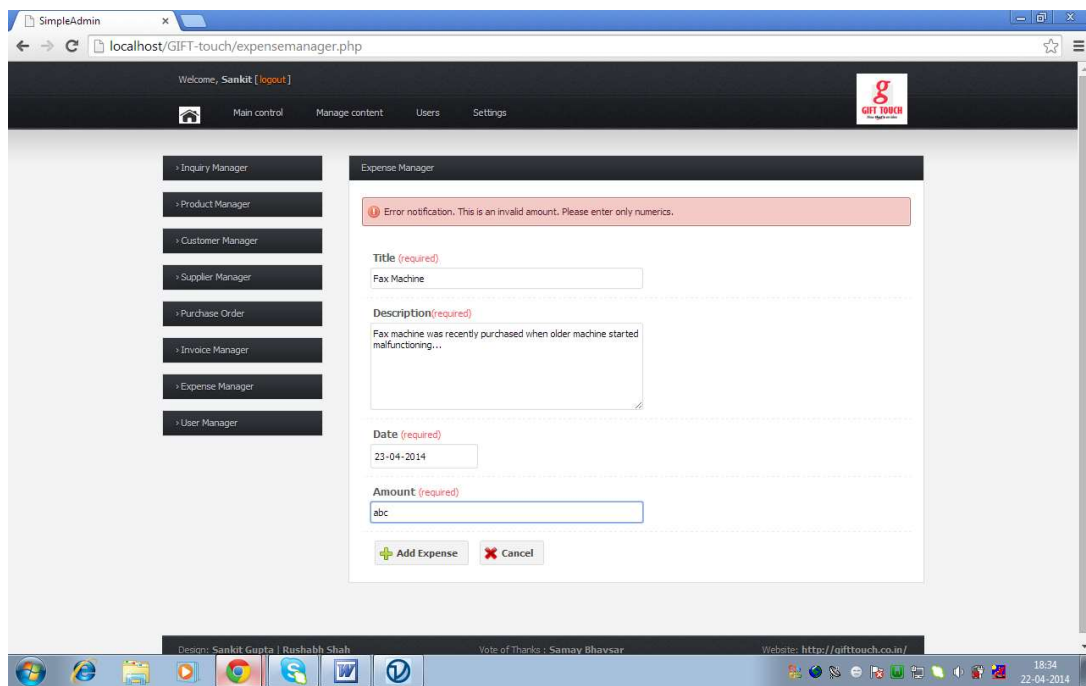 SimpleAdmin
localhost/GIFT-touch/expensemanager.php
Welcome, Sankit [ logout ]
Main control Manage content Users Settings
g
GIFT TOUCH
› Inquiry Manager
› Product Manager
› Customer Manager
› Supplier Manager
› Purchase Order
› Invoice Manager
› Expense Manager
› User Manager
Expense Manager
Error notification. This is an invalid amount. Please enter only numerics.
Title (required)
Fax Machine
Description(required)
Fax machine was recently purchased when older machine started
malfunctioning...
Date (required)
23-04-2014
Amount (required)
abc
Add Expense Cancel
Design: Sankit Gupta | Rushabh Shah Vote of Thanks : Samay Bhavsar Website: http://gifttouch.co.in/
18:34
22-04-2014